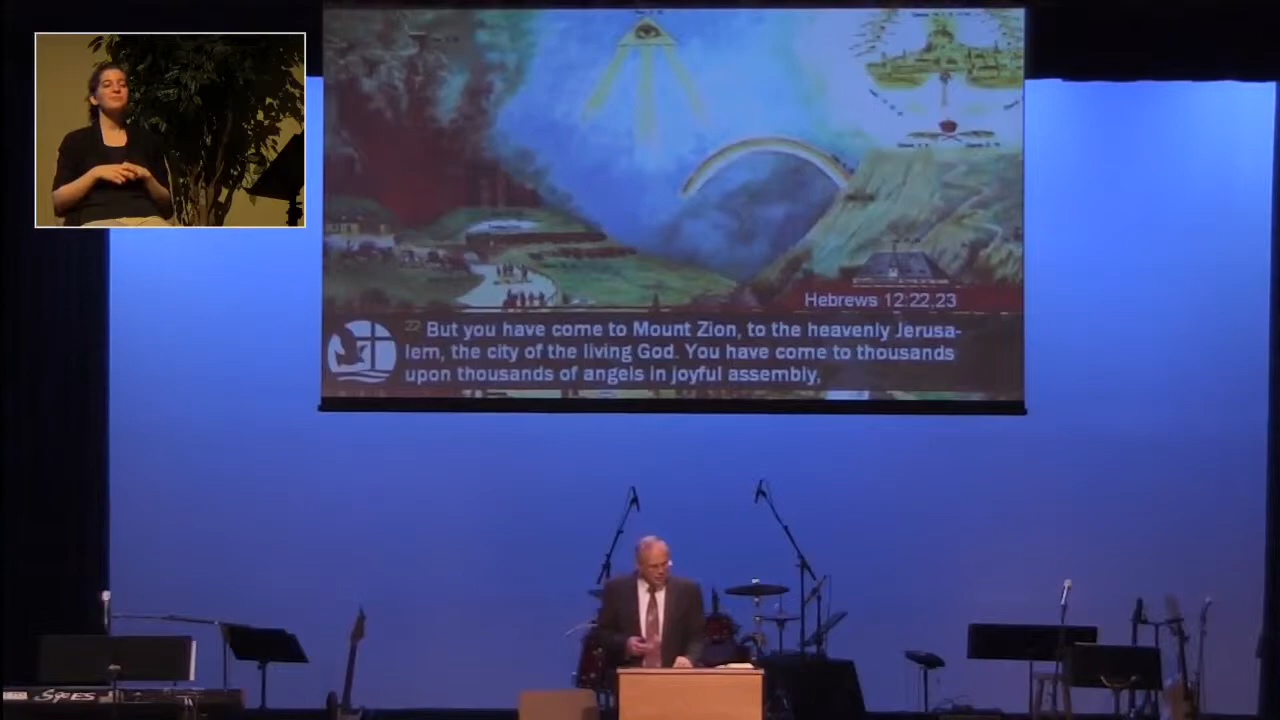 Hebrews 12:22,23
22 But you have come to Mount Zion, to the heavenly Jerusa-
lem, the city of the living God. You have come to thousands
upon thousands of angels in joyful assembly,